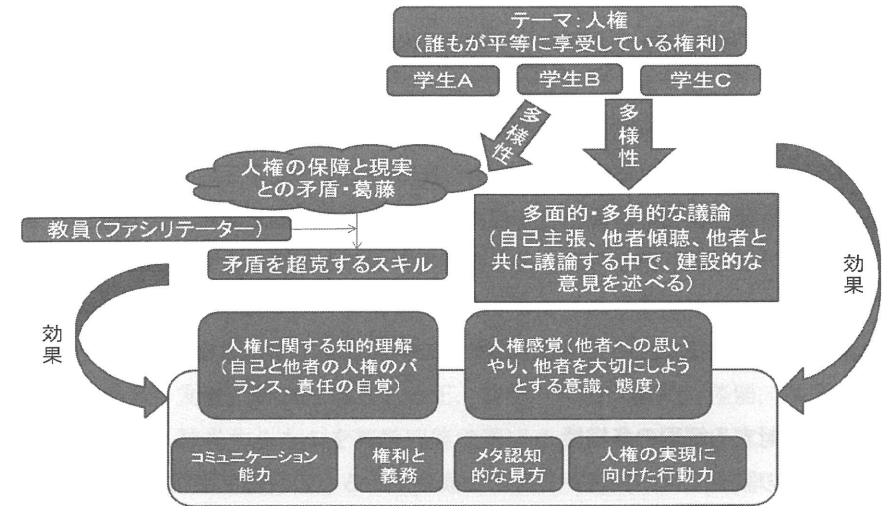 テーマ:人権
(誰もが平等に享受している権利)
学生A
学生B
学生C
多様性
多様性
人権の保障と現実
との矛盾・葛藤
教員(ファシリテーター)
矛盾を超克するスキル
多面的・多角的な議論
(自己主張、他者傾聴、他者と
共に議論する中で、建設的な
意見を述べる)
効果
効果
人権に関する知的理解
(自己と他者の人権のバ
ランス、責任の自覚)
人権感覚(他者への思い
やり、他者を大切にしよう
とする意識、態度)
コミュニケーション
能力
権利と
義務
メタ認知
的な見方
人権の実現に
向けた行動力